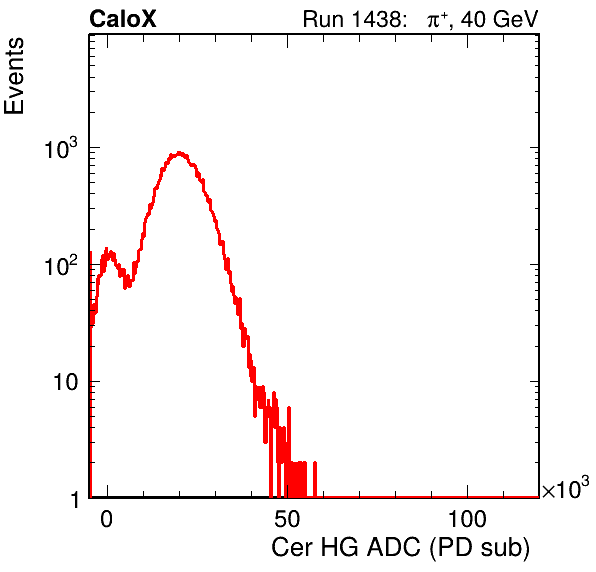 CaloX Run 1438: π⁺, 40 GeV
Events
10³
10²
10
1
0 50 100 ×10³
Cer HG ADC (PD sub)